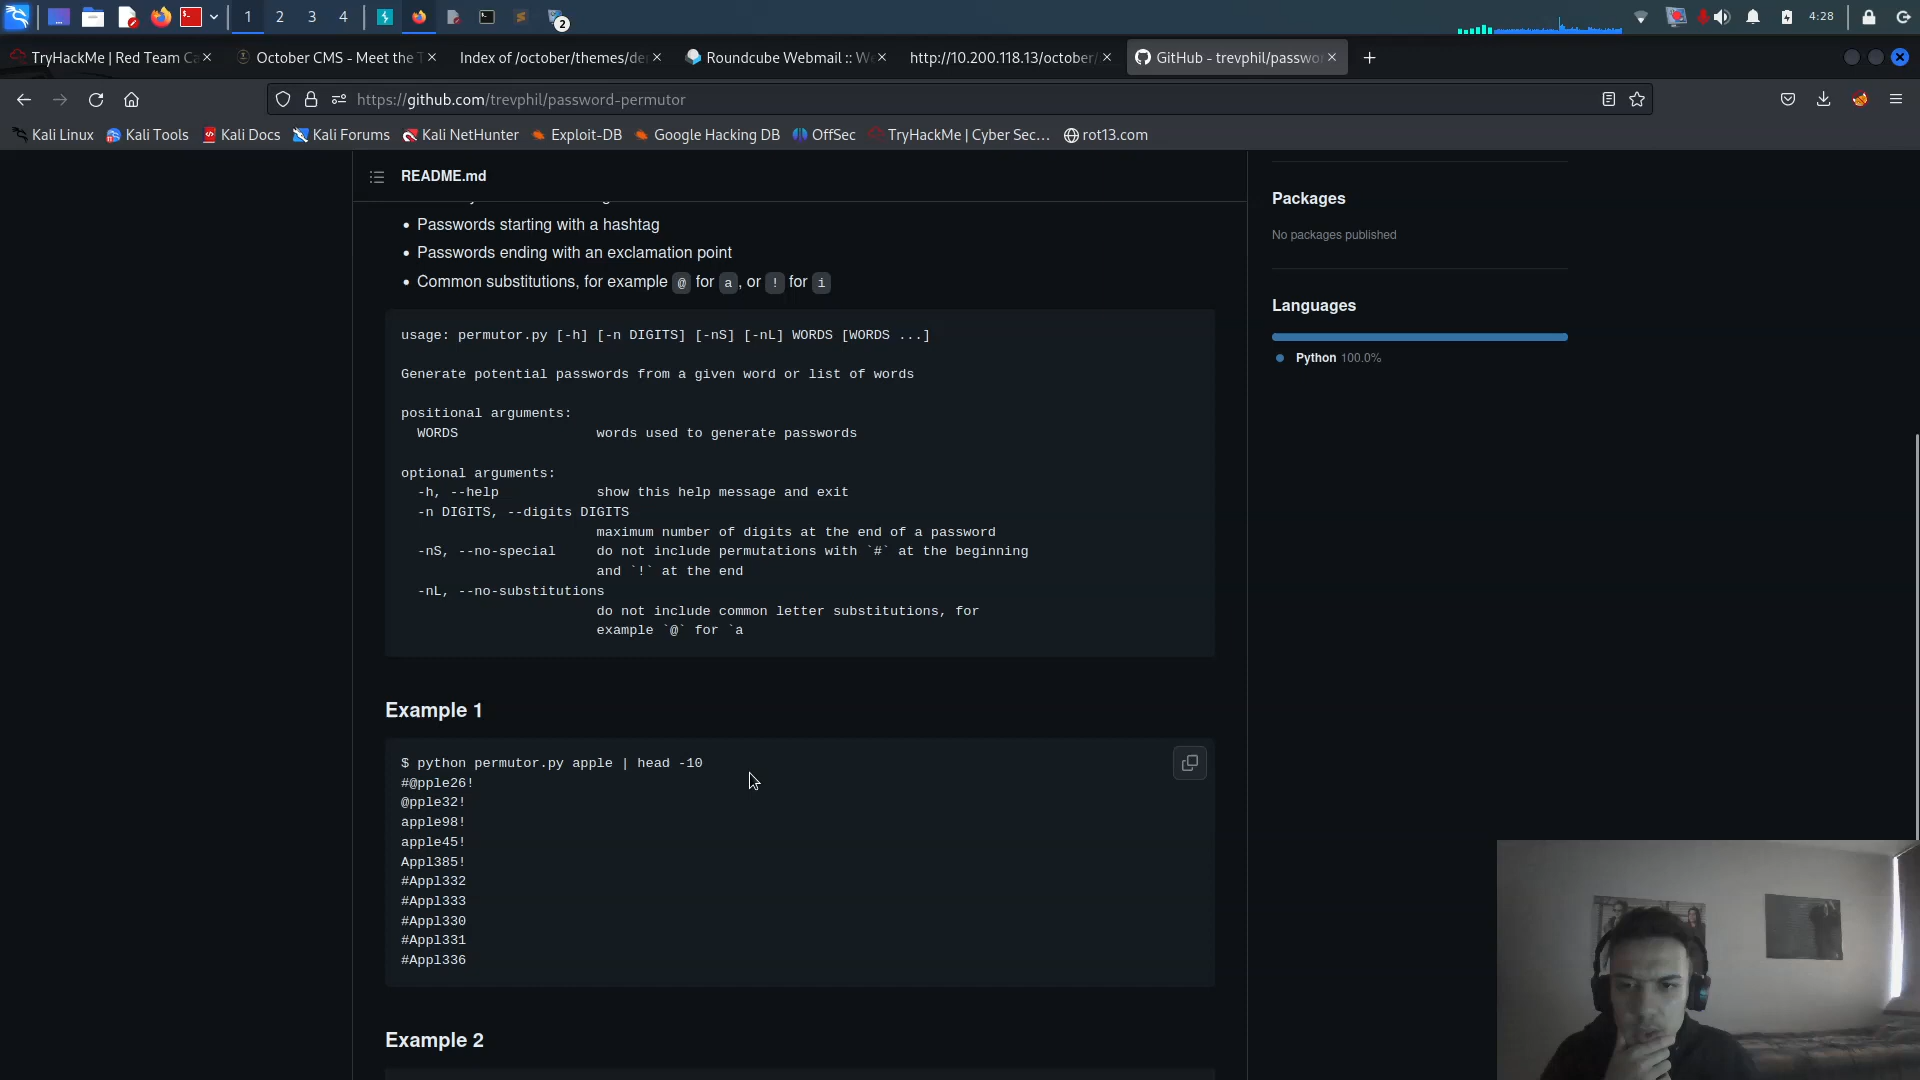 1 2 3 4 2 4:28
TryHackMe | Red Team Ca
October CMS - Meet the T
Index of /october/themes/de
Roundcube Webmail :: We
http://10.200.118.13/october/
GitHub - trevphil/passwor
https://github.com/trevphil/password-permutor
Kali Linux Kali Tools Kali Docs Kali Forums Kali NetHunter Exploit-DB Google Hacking DB OffSec TryHackMe | Cyber Sec... rot13.com
README.md
• Passwords starting with a hashtag
• Passwords ending with an exclamation point
• Common substitutions, for example @ for a, or ! for i
usage: permutor.py [-h] [-n DIGITS] [-nS] [-nL] WORDS [WORDS ...]
Generate potential passwords from a given word or list of words
positional arguments:
WORDS words used to generate passwords
optional arguments:
-h, --help show this help message and exit
-n DIGITS, --digits DIGITS
maximum number of digits at the end of a password
-nS, --no-special do not include permutations with `#` at the beginning
and `!` at the end
-nL, --no-substitutions
do not include common letter substitutions, for
example `@` for `a
Example 1
$ python permutor.py apple | head -10
#@pple26!
@pple32!
apple98!
apple45!
Appl385!
#Appl332
#Appl333
#Appl330
#Appl331
#Appl336
Example 2
Packages
No packages published
Languages
Python 100.0%